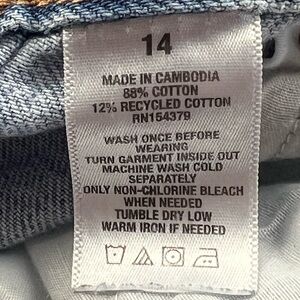 14
MADE IN CAMBODIA
88% COTTON
12% RECYCLED COTTON
RN154379
WASH ONCE BEFORE
WEARING
TURN GARMENT INSIDE OUT
MACHINE WASH COLD
SEPARATELY
ONLY NON-CHLORINE BLEACH
WHEN NEEDED
TUMBLE DRY LOW
WARM IRON IF NEEDED